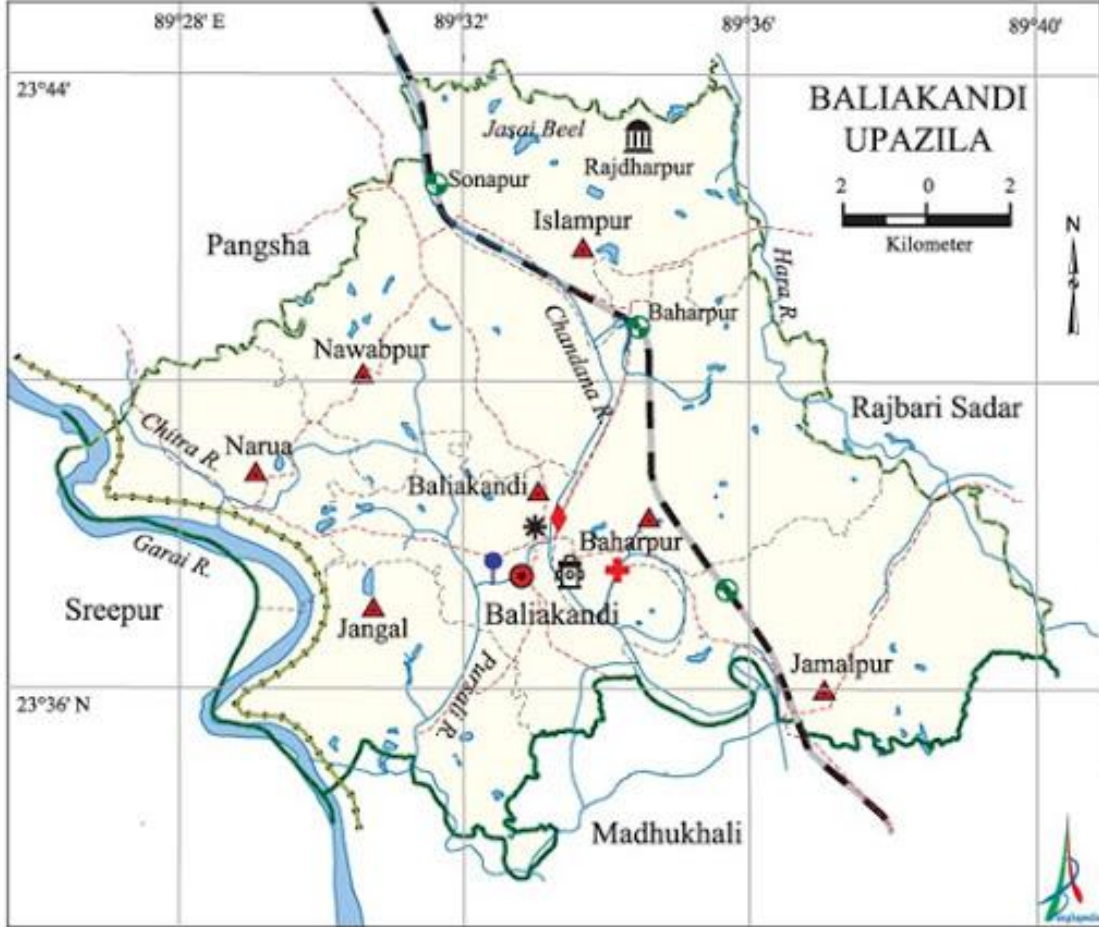 89°28' E
89°32'
89°36'
89°40'
23°44'
BALIAKANDI
UPAZILA
2 0 2
Kilometer
N
Jasai Beel
Rajdharpur
Sonapur
Islampur
Pangsha
Hara R.
Baharpur
Chandana R.
Nawabpur
Rajbari Sadar
Chitra R.
Narua
Baliakandi
Garai R.
Baharpur
Sreepur
Jangal
Baliakandi
Pursali R.
Jamalpur
23°36' N
Madhukhali